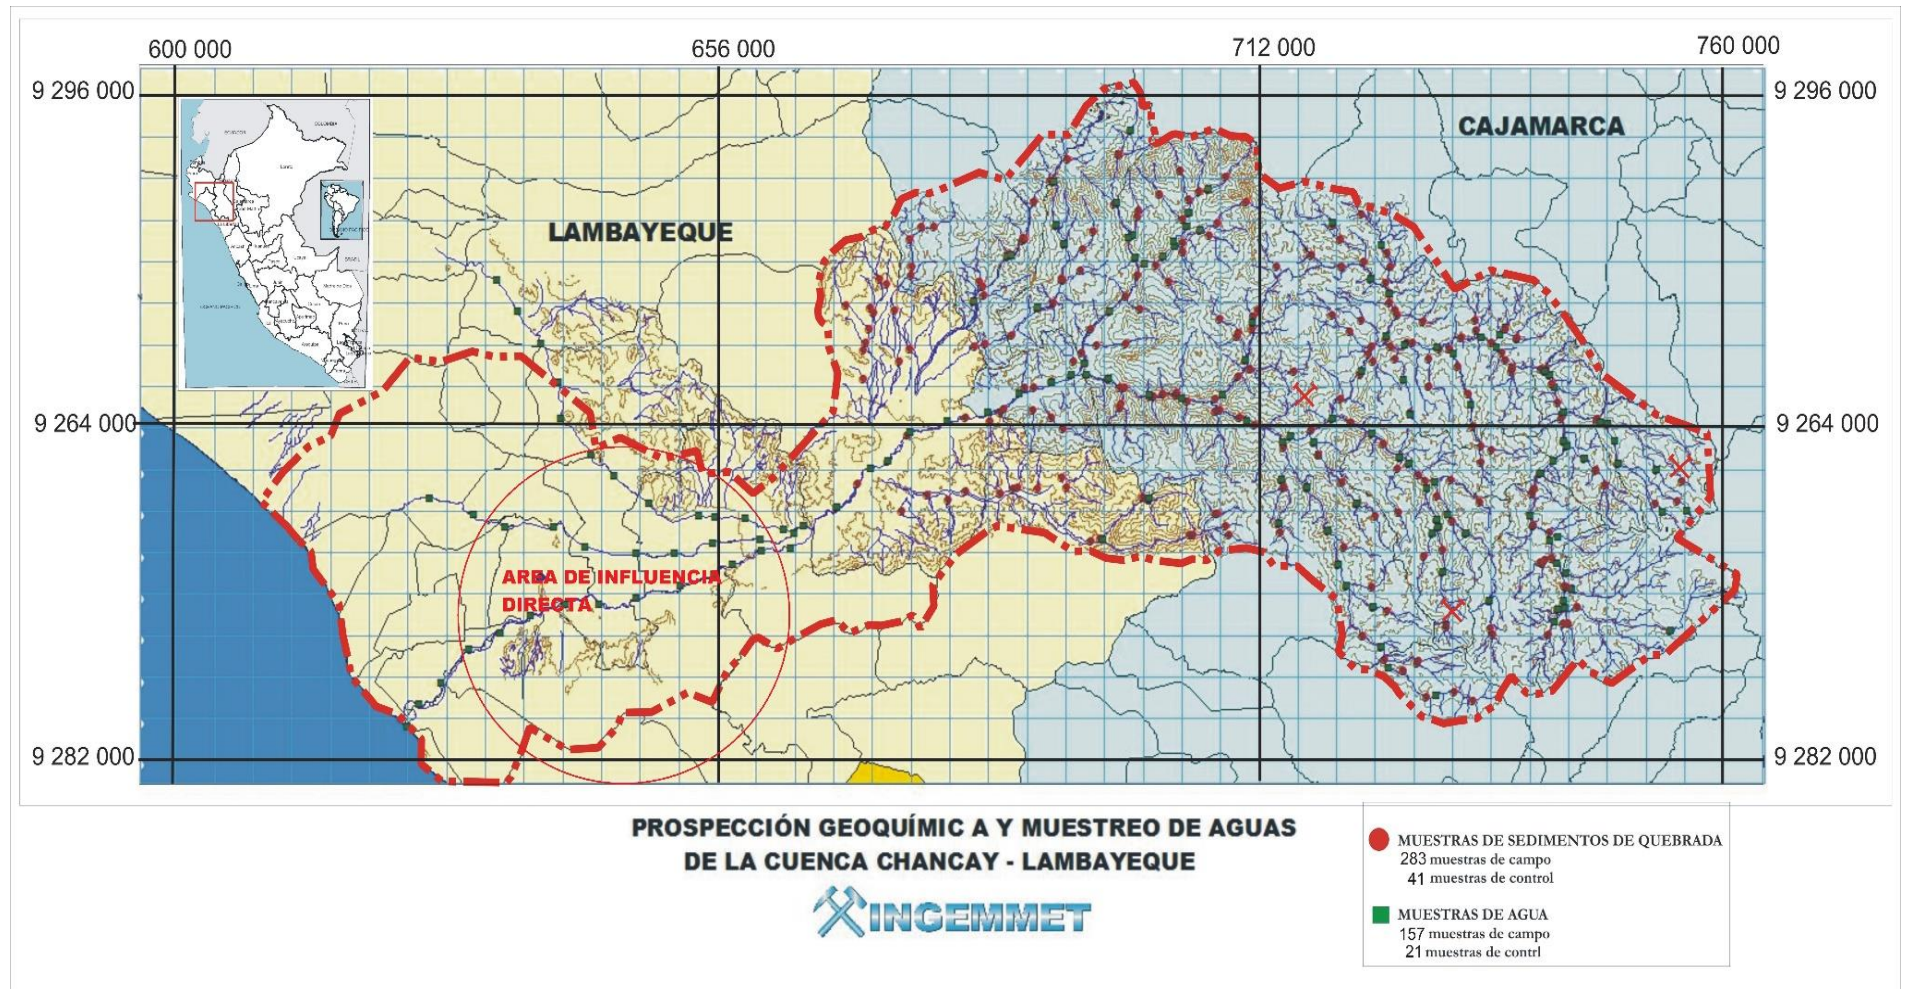 600 000 656 000 712 000 760 000
9 296 000 9 296 000
CAJAMARCA
LAMBAYEQUE
9 264 000 9 264 000
AREA DE INFLUENCIA
DIRECTA
9 282 000 9 282 000
PROSPECCIÓN GEOQUÍMIC A Y MUESTREO DE AGUAS
DE LA CUENCA CHANCAY - LAMBAYEQUE
INGEMMET
MUESTRAS DE SEDIMENTOS DE QUEBRADA
283 muestras de campo
41 muestras de control
MUESTRAS DE AGUA
157 muestras de campo
21 muestras de contrl